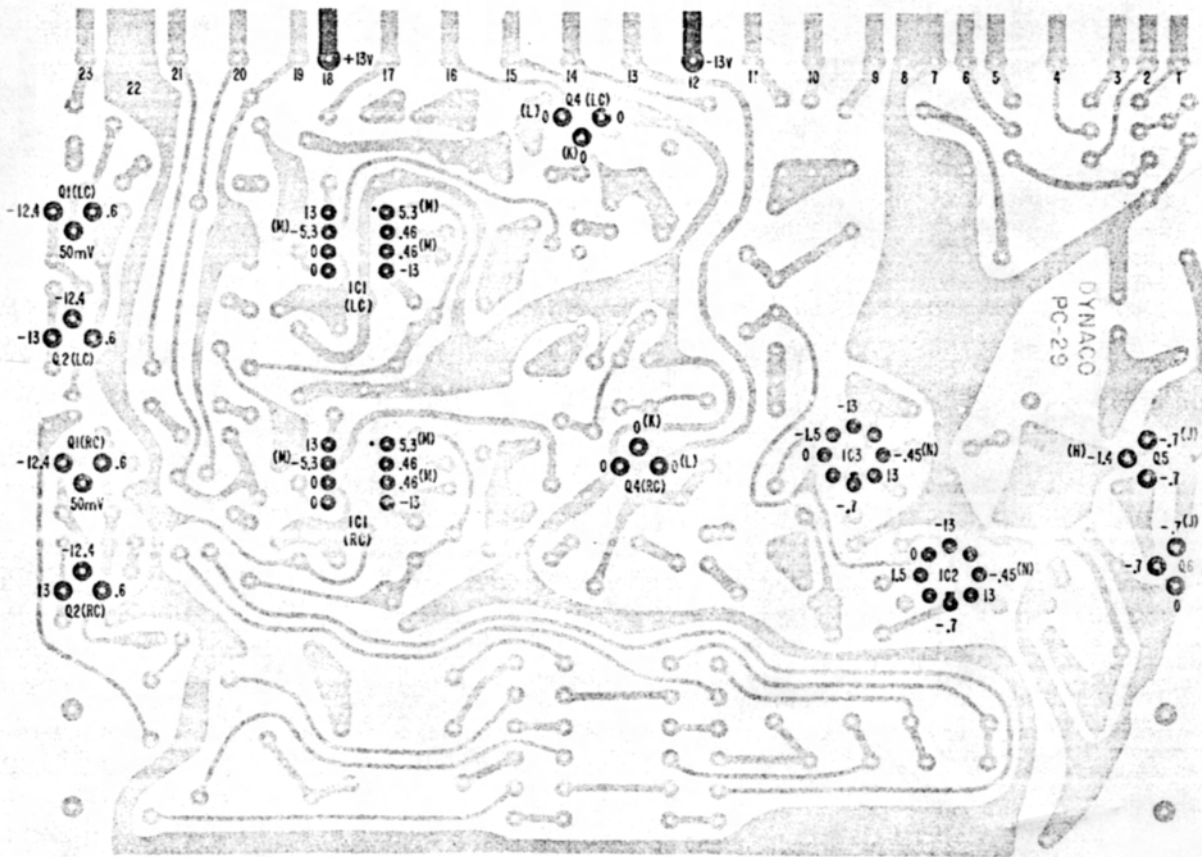 +13v
-13v
23 22 21 20 19 18 17 16 15 14 13 12 11 10 9 8 7 6 5 4 3 2 1
Q4(LC)
(L) 0 0
(K) 0
Q1(LC)
-12.4 .6
50mV
13 5.3 (M)
(M) -5.3 .46
0 .46 (M)
0 -13
IC1
(LC)
-12.4
-13 .6
Q2(LC)
DYNACO
PC-29
Q1(RC)
-12.4 .6
50mV
13 5.3 (M)
(M) -5.3 .46
0 .46 (M)
0 -13
IC1
(RC)
0 (K)
0 0 (L)
Q4(RC)
-13
-1.5
0 IC3 -.45(N)
13
-.7
-.7 (J)
(H) -1.4 Q5
-.7
-13
0
1.5 IC2 -.45(N)
13
-.7
-.7 (J)
-.7 Q6
0
-12.4
13 .6
Q2(RC)